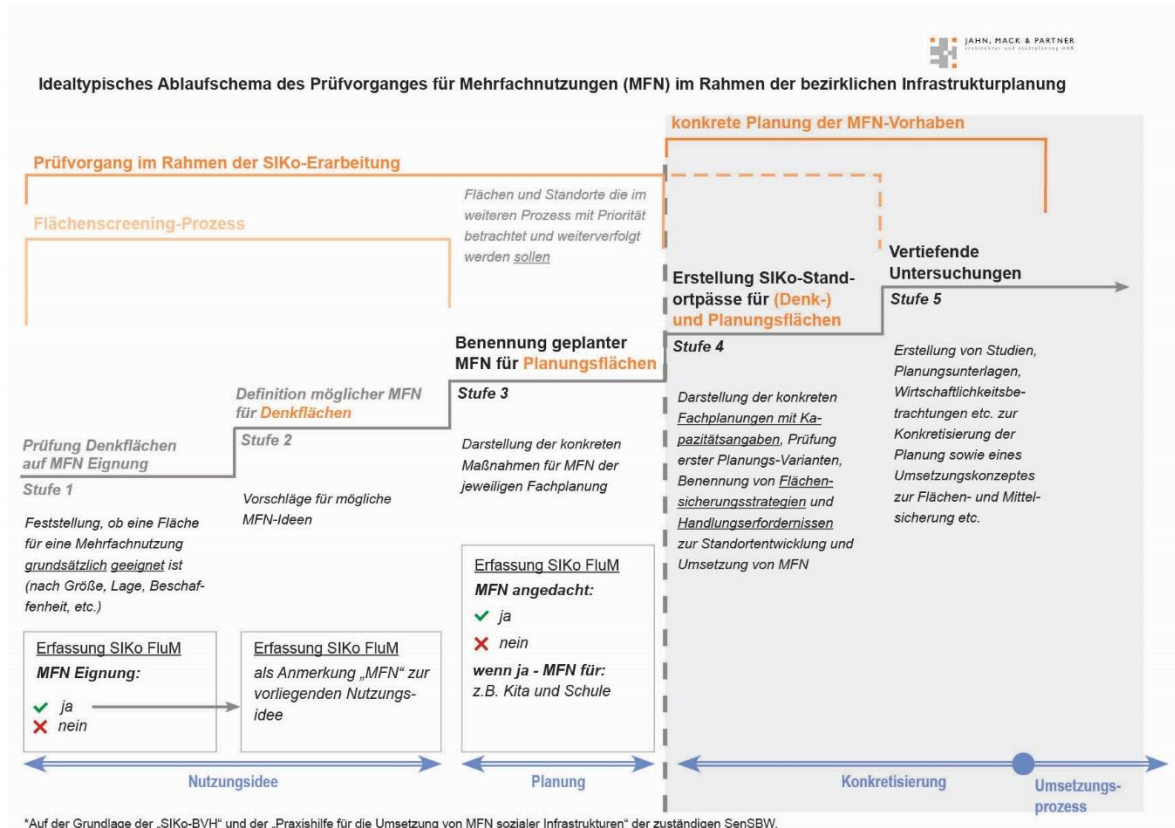 JAHN, MACK & PARTNER
architektur und stadtplanung mbB
Idealtypisches Ablaufschema des Prüfvorganges für Mehrfachnutzungen (MFN) im Rahmen der bezirklichen Infrastrukturplanung
konkrete Planung der MFN-Vorhaben
Prüfvorgang im Rahmen der SIKo-Erarbeitung
Flächenscreening-Prozess
Flächen und Standorte die im
weiteren Prozess mit Priorität
betrachtet und weiterverfolgt
werden sollen
Prüfung Denkflächen
auf MFN Eignung
Stufe 1
Feststellung, ob eine Fläche
für eine Mehrfachnutzung
grundsätzlich geeignet ist
(nach Größe, Lage, Beschaf-
fenheit, etc.)
Erfassung SIKo FluM
MFN Eignung:
ja
nein
Definition möglicher MFN
für Denkflächen
Stufe 2
Vorschläge für mögliche
MFN-Ideen
Erfassung SIKo FluM
als Anmerkung „MFN" zur
vorliegenden Nutzungs-
idee
Benennung geplanter
MFN für Planungsflächen
Stufe 3
Darstellung der konkreten
Maßnahmen für MFN der
jeweiligen Fachplanung
Erfassung SIKo FluM
MFN angedacht:
ja
nein
wenn ja - MFN für:
z.B. Kita und Schule
Erstellung SIKo-Stand-
ortpässe für (Denk-)
und Planungsflächen
Stufe 4
Darstellung der konkreten
Fachplanungen mit Ka-
pazitätsangaben, Prüfung
erster Planungs-Varianten,
Benennung von Flächen-
sicherungsstrategien und
Handlungserfordernissen
zur Standortentwicklung und
Umsetzung von MFN
Vertiefende
Untersuchungen
Stufe 5
Erstellung von Studien,
Planungsunterlagen,
Wirtschaftlichkeitsbe-
trachtungen etc. zur
Konkretisierung der
Planung sowie eines
Umsetzungskonzeptes
zur Flächen- und Mittel-
sicherung etc.
Nutzungsidee
Planung
Konkretisierung
Umsetzungs-
prozess
*Auf der Grundlage der „SIKo-BVH" und der „Praxishilfe für die Umsetzung von MFN sozialer Infrastrukturen" der zuständigen SenSBW.